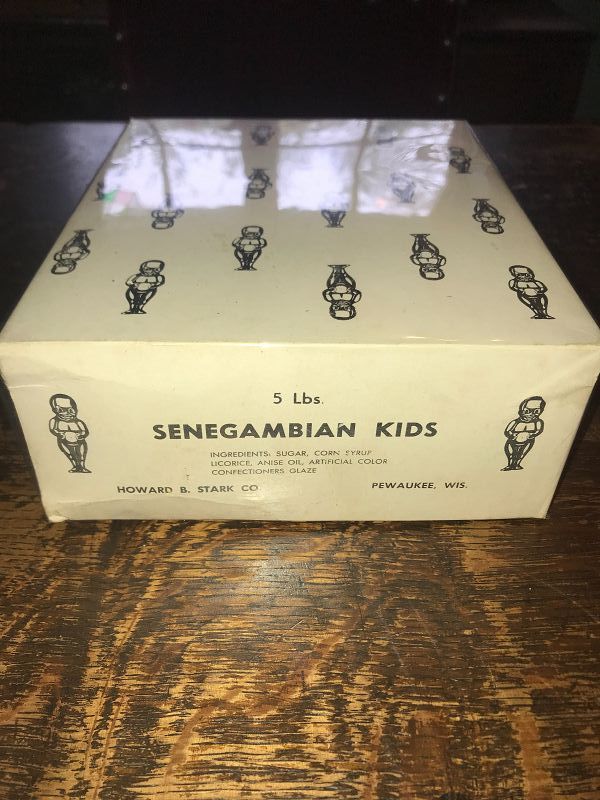 5 Lbs.
SENEGAMBIAN KIDS
INGREDIENTS: SUGAR, CORN SYRUP
LICORICE, ANISE OIL, ARTIFICIAL COLOR
CONFECTIONERS GLAZE
HOWARD B. STARK CO. PEWAUKEE, WIS.